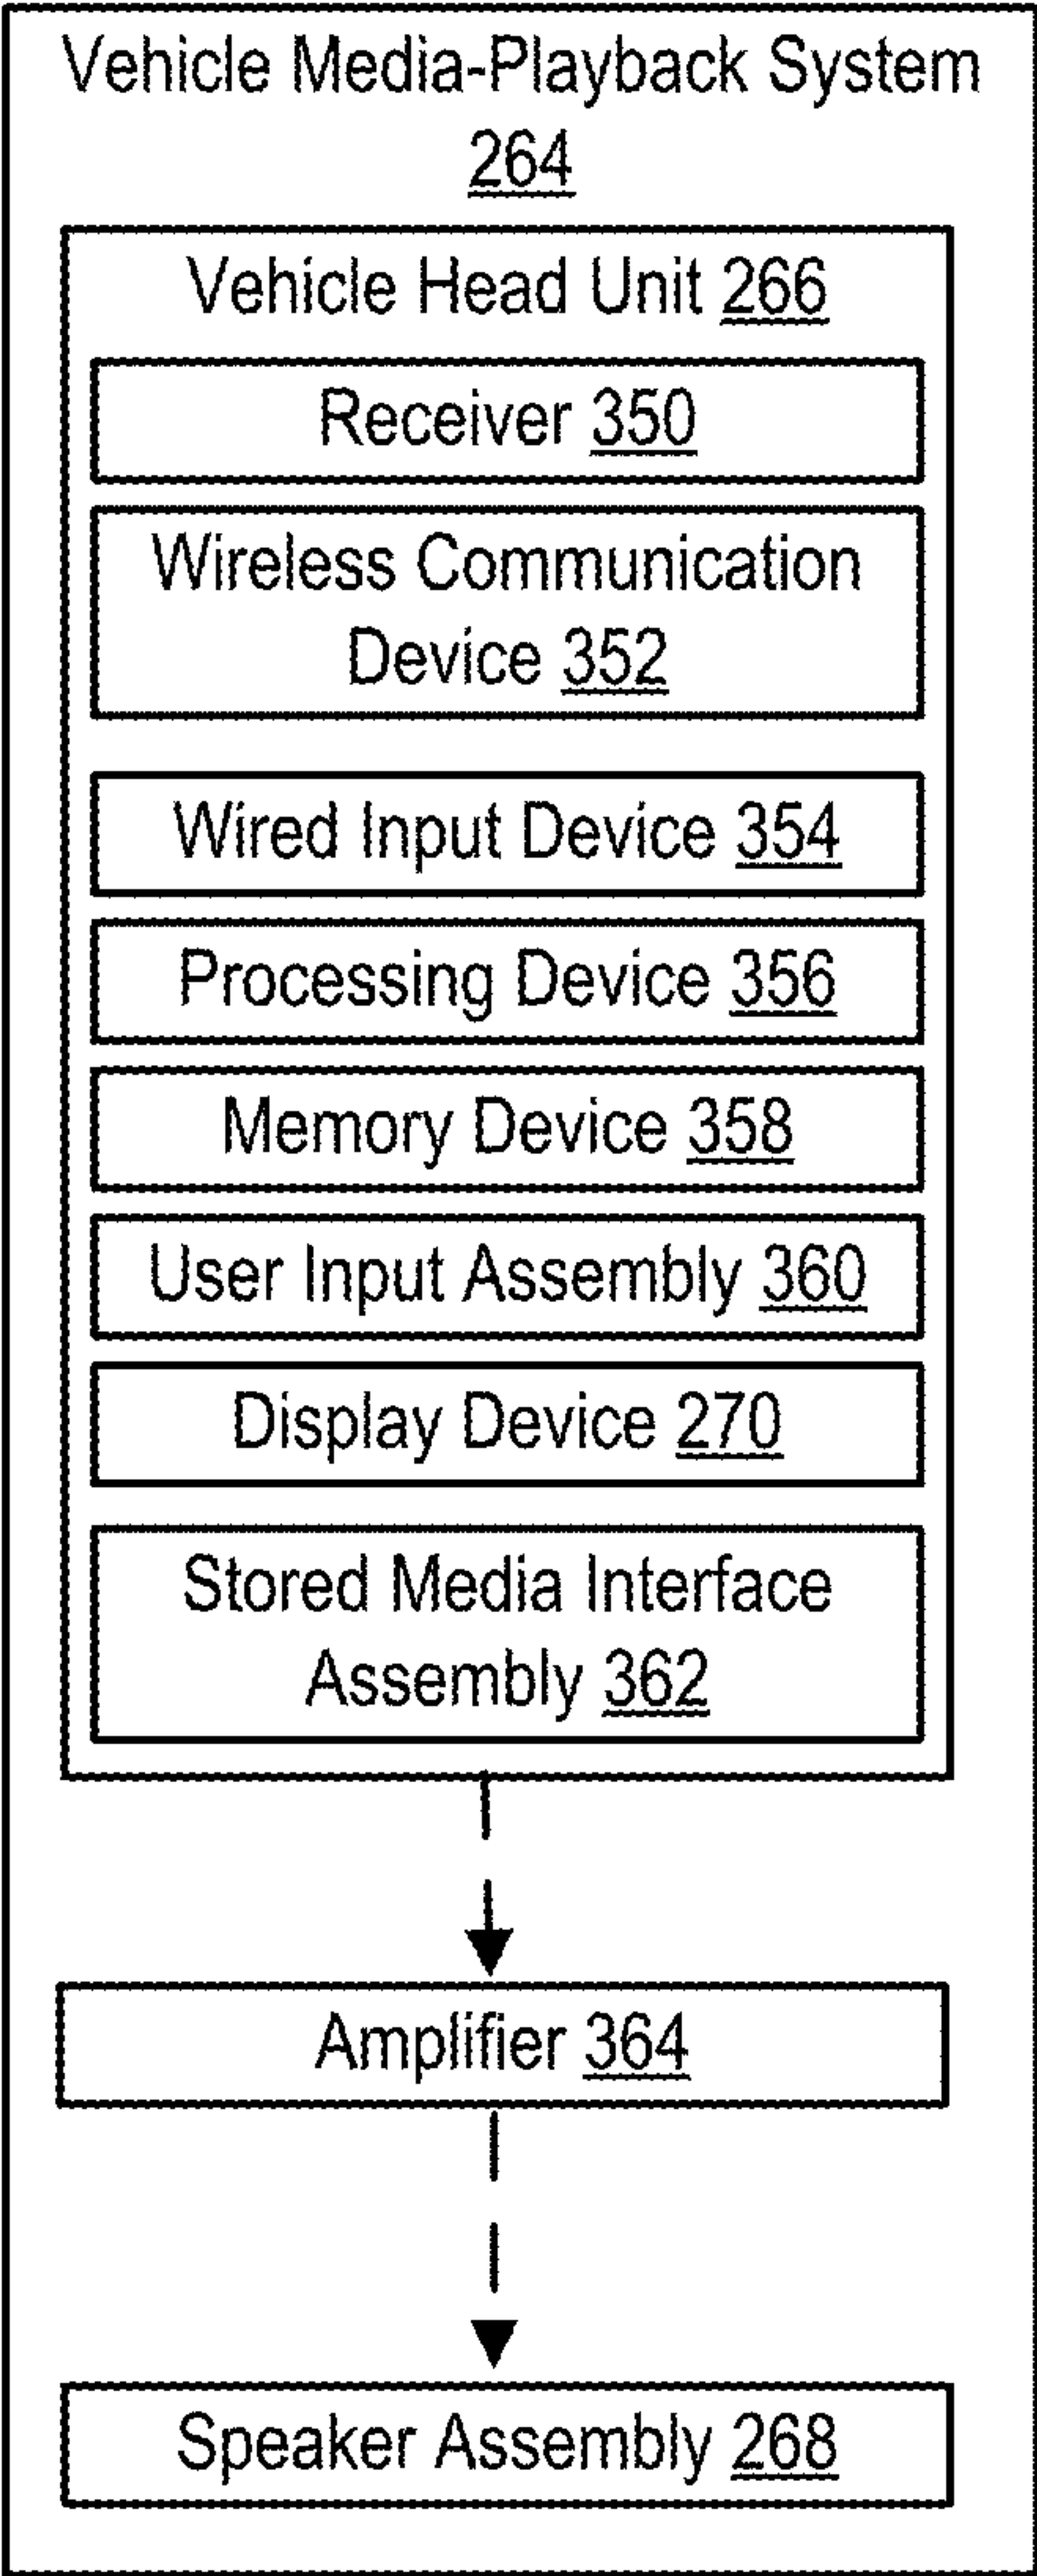 Vehicle Media-Playback System
264
Vehicle Head Unit 266
Receiver 350
Wireless Communication
Device 352
Wired Input Device 354
Processing Device 356
Memory Device 358
User Input Assembly 360
Display Device 270
Stored Media Interface
Assembly 362
Amplifier 364
Speaker Assembly 268